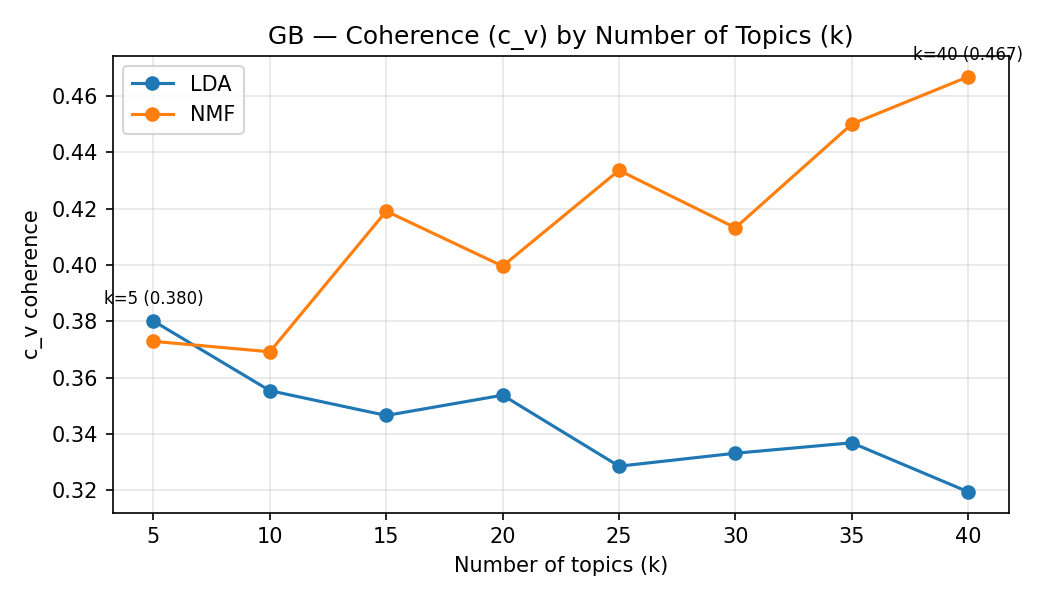 GB — Coherence (c_v) by Number of Topics (k)
k=40 (0.467)
LDA
NMF
0.46
0.44
0.42
0.40
k=5 (0.380)
0.38
0.36
0.34
0.32
c_v coherence
5 10 15 20 25 30 35 40
Number of topics (k)